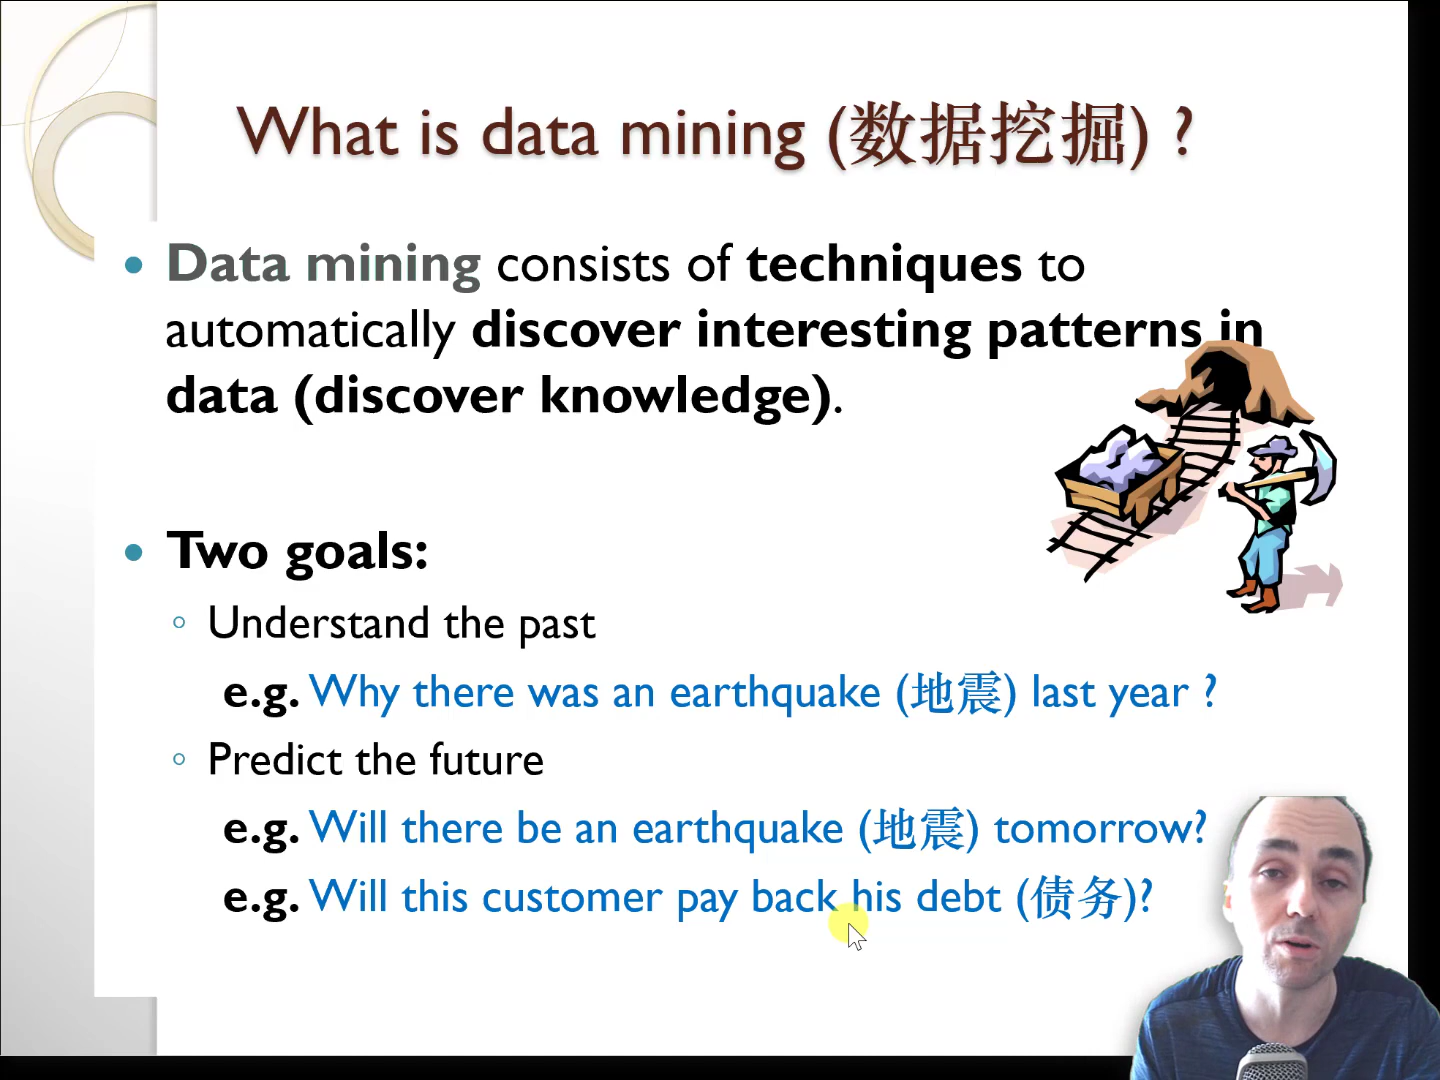 What is data mining (数据挖掘) ?
• Data mining consists of techniques to
automatically discover interesting patterns in
data (discover knowledge).
• Two goals:
◦ Understand the past
e.g. Why there was an earthquake (地震) last year ?
◦ Predict the future
e.g. Will there be an earthquake (地震) tomorrow?
e.g. Will this customer pay back his debt (债务)?